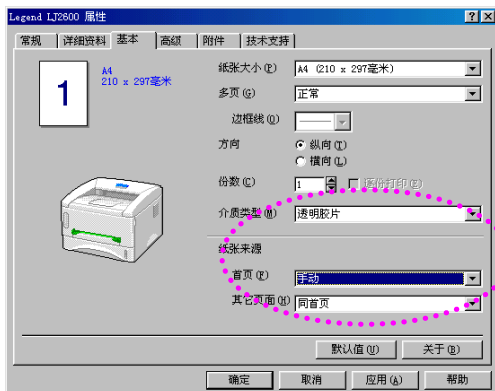 Legend LJ2600 属性
常规 详细资料 基本 高级 附件 技术支持
1
A4
210 x 297毫米
纸张大小(P) A4 (210 x 297毫米)
多页(G) 正常
边框线(O)
方向 纵向(T)
横向(L)
份数(C) 1 逐份打印(E)
介质类型(M) 透明胶片
纸张来源
首页(F) 手动
其它页面(H) 同首页
默认值(U) 关于(B)
确定 取消 应用(A) 帮助